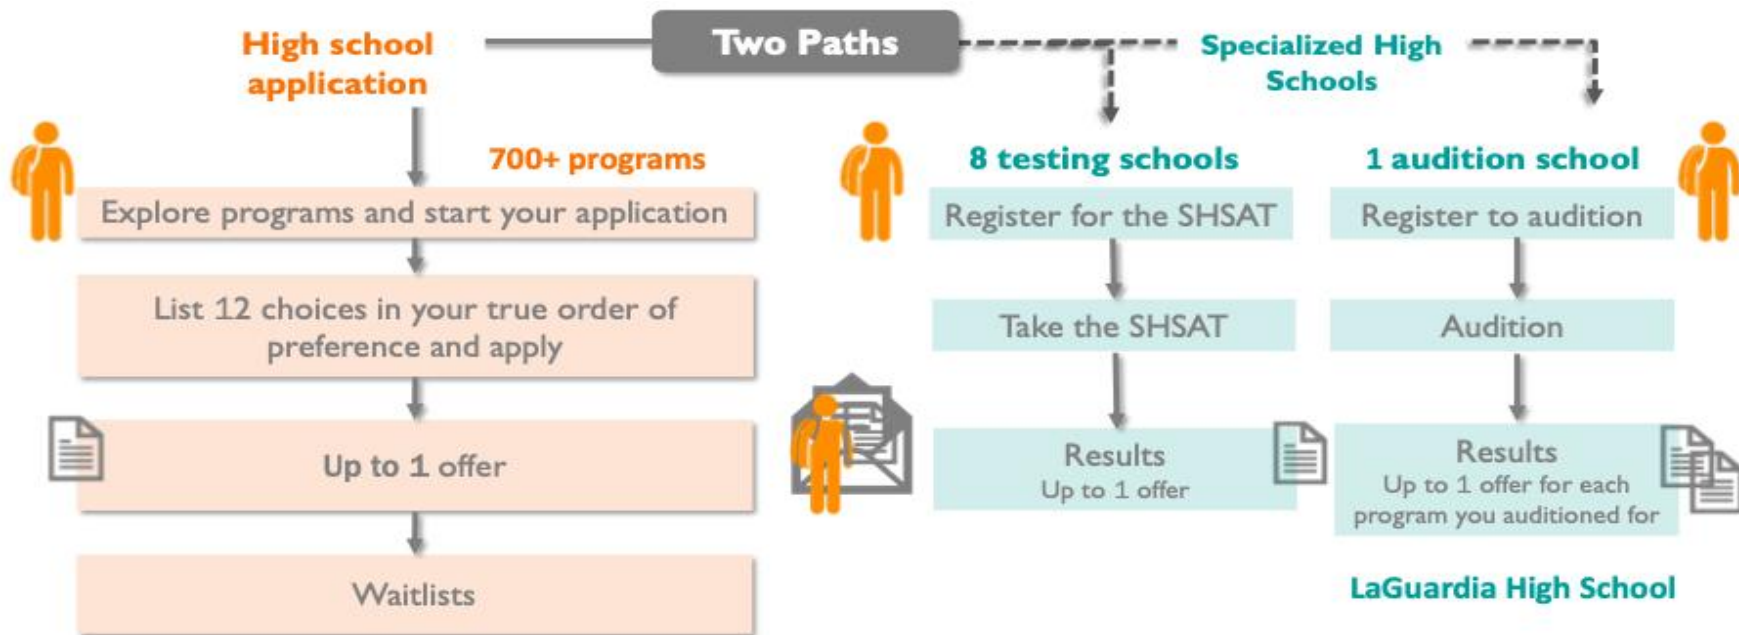 Two Paths
High school
application
700+ programs
Explore programs and start your application
List 12 choices in your true order of
preference and apply
Up to 1 offer
Waitlists
Specialized High
Schools
8 testing schools
Register for the SHSAT
Take the SHSAT
Results
Up to 1 offer
1 audition school
Register to audition
Audition
Results
Up to 1 offer for each
program you auditioned for
LaGuardia High School